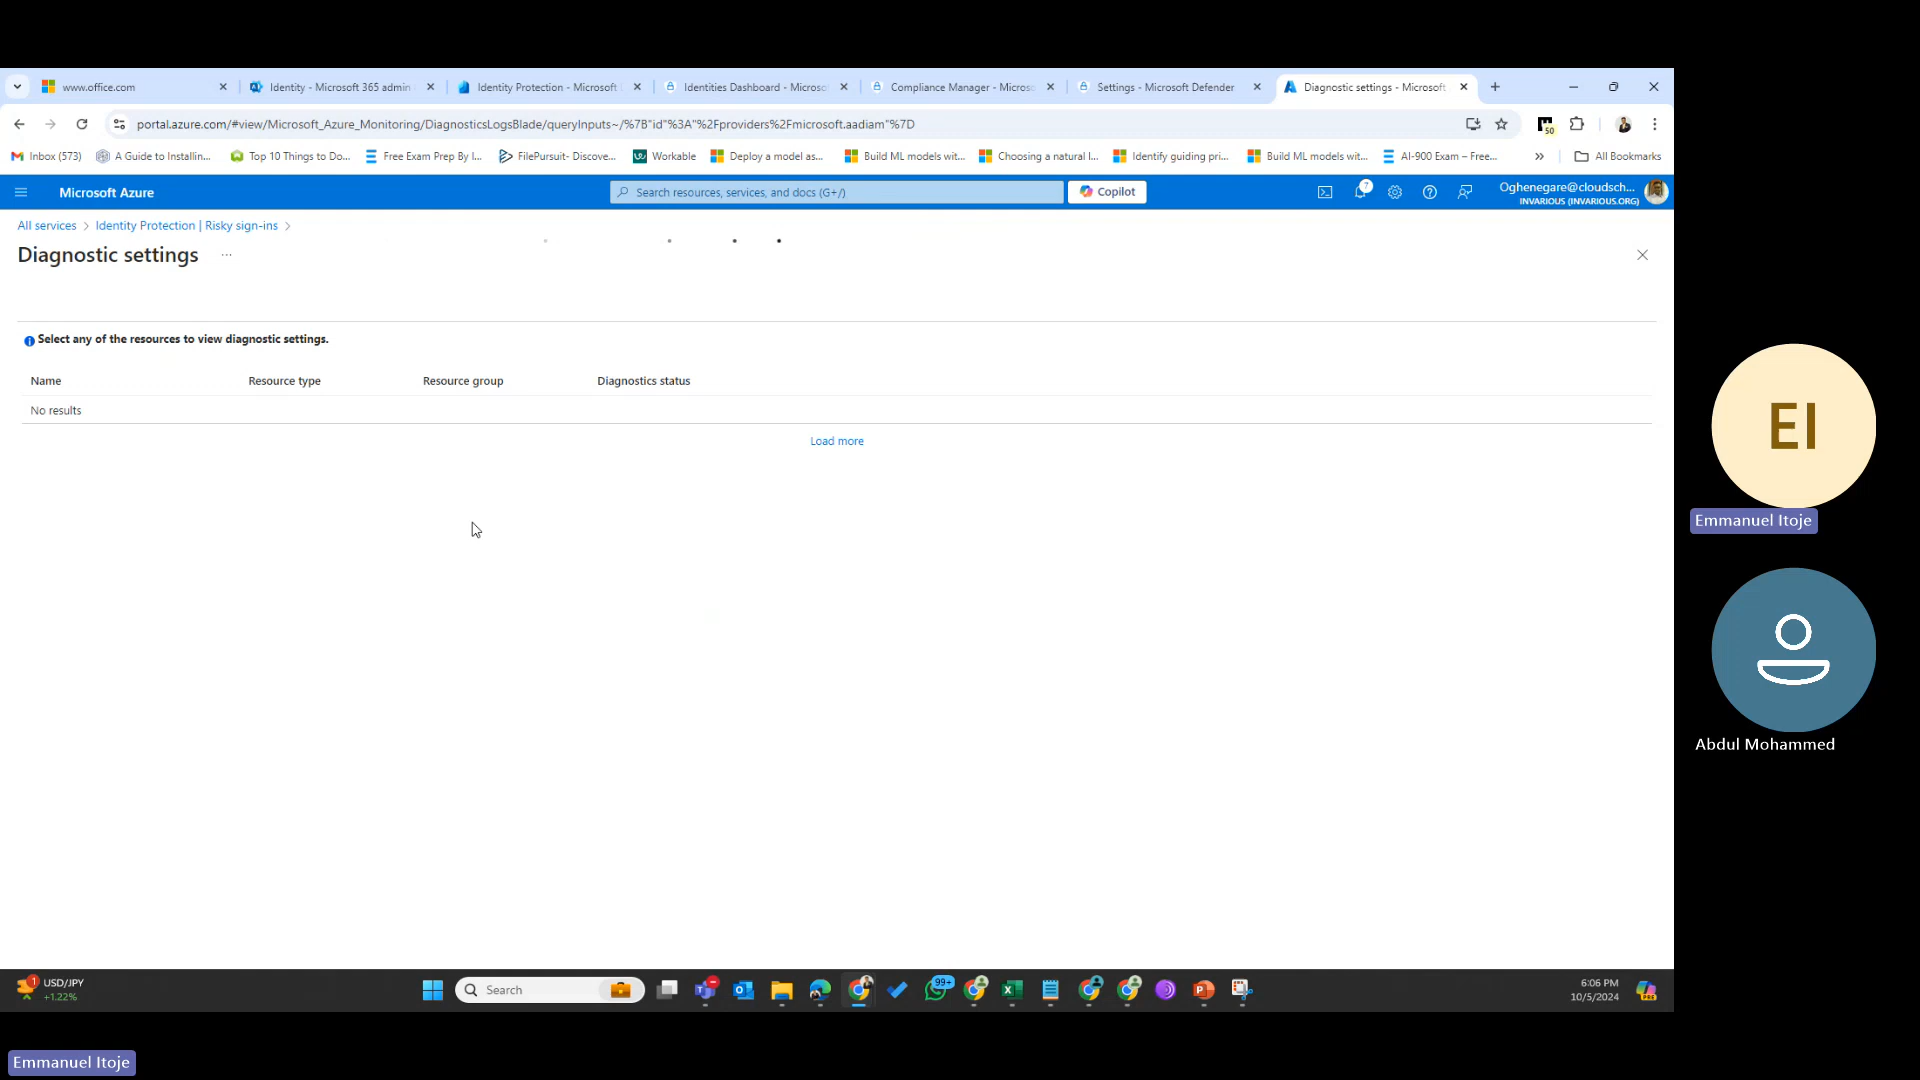 www.office.com
Identity - Microsoft 365 admin
Identity Protection - Microsoft
Identities Dashboard - Microsoft
Compliance Manager - Microsoft
Settings - Microsoft Defender
Diagnostic settings - Microsoft
portal.azure.com/#view/Microsoft_Azure_Monitoring/DiagnosticsLogsBlade/queryInputs~/%7B"id"%3A"%2Fproviders%2Fmicrosoft.aadiam"%7D
50
Inbox (573)
A Guide to Installin...
Top 10 Things to Do...
Free Exam Prep By I...
FilePursuit- Discove...
Workable
Deploy a model as...
Build ML models wit...
Choosing a natural l...
Identify guiding pri...
Build ML models wit...
AI-900 Exam – Free...
»
All Bookmarks
Microsoft Azure
Search resources, services, and docs (G+/)
Copilot
7
Oghenegare@cloudsch...
INVARIOUS (INVARIOUS.ORG)
All services > Identity Protection | Risky sign-ins >
Diagnostic settings ...
Select any of the resources to view diagnostic settings.
Name Resource type Resource group Diagnostics status
No results
Load more
EI
Emmanuel Itoje
Abdul Mohammed
1
USD/JPY
+1.22%
Search
99+
6:06 PM
10/5/2024
PRE
Emmanuel Itoje